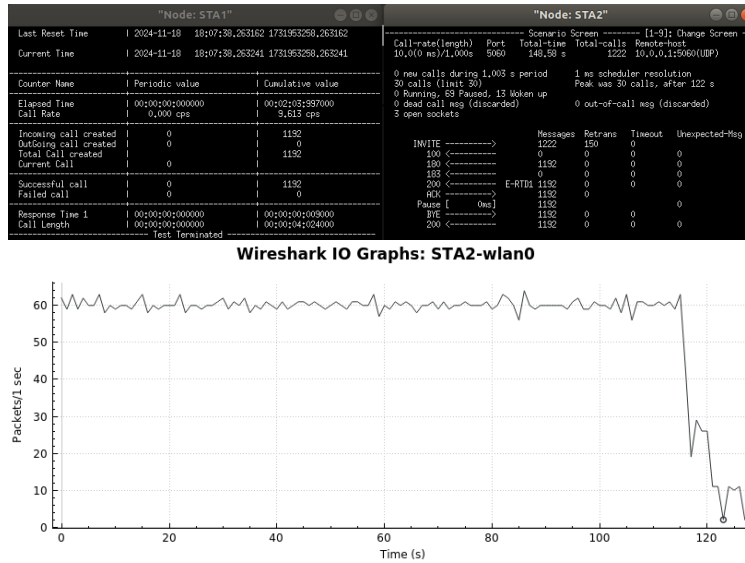 "Node: STA1"
Last Reset Time | 2024-11-18 18:07:38,263162 1731953258,263162
Current Time | 2024-11-18 18:07:38,263241 1731953258,263241
Counter Name | Periodic value | Cumulative value
Elapsed Time | 00:00:00:000000 | 00:02:03:997000
Call Rate | 0,000 cps | 9,613 cps
Incoming call created | 0 | 1192
OutGoing call created | 0 | 0
Total Call created | | 1192
Current Call | 0 |
Successful call | 0 | 1192
Failed call | 0 | 0
Response Time 1 | 00:00:00:000000 | 00:00:00:009000
Call Length | 00:00:00:000000 | 00:00:04:024000
------ Test Terminated ------
"Node: STA2"
------ Scenario Screen -------- [1-9]: Change Screen --
Call-rate(length) Port Total-time Total-calls Remote-host
10,0(0 ms)/1,000s 5060 148,58 s 1222 10,0,0,1:5060(UDP)
0 new calls during 1,003 s period 1 ms scheduler resolution
30 calls (limit 30) Peak was 30 calls, after 122 s
0 Running, 69 Paused, 13 Woken up
0 dead call msg (discarded) 0 out-of-call msg (discarded)
3 open sockets
Messages Retrans Timeout Unexpected-Msg
INVITE ----------> 1222 150 0
100 <---------- 0 0 0 0
180 <---------- 1192 0 0 0
183 <---------- 0 0 0 0
200 <---------- E-RTD1 1192 0 0 0
ACK ----------> 1192 0
Pause [ 0ms] 1192 0
BYE ----------> 1192 0 0
200 <---------- 1192 0 0 0
Wireshark IO Graphs: STA2-wlan0
Packets/1 sec
60
50
40
30
20
10
0
0 20 40 60 80 100 120
Time (s)